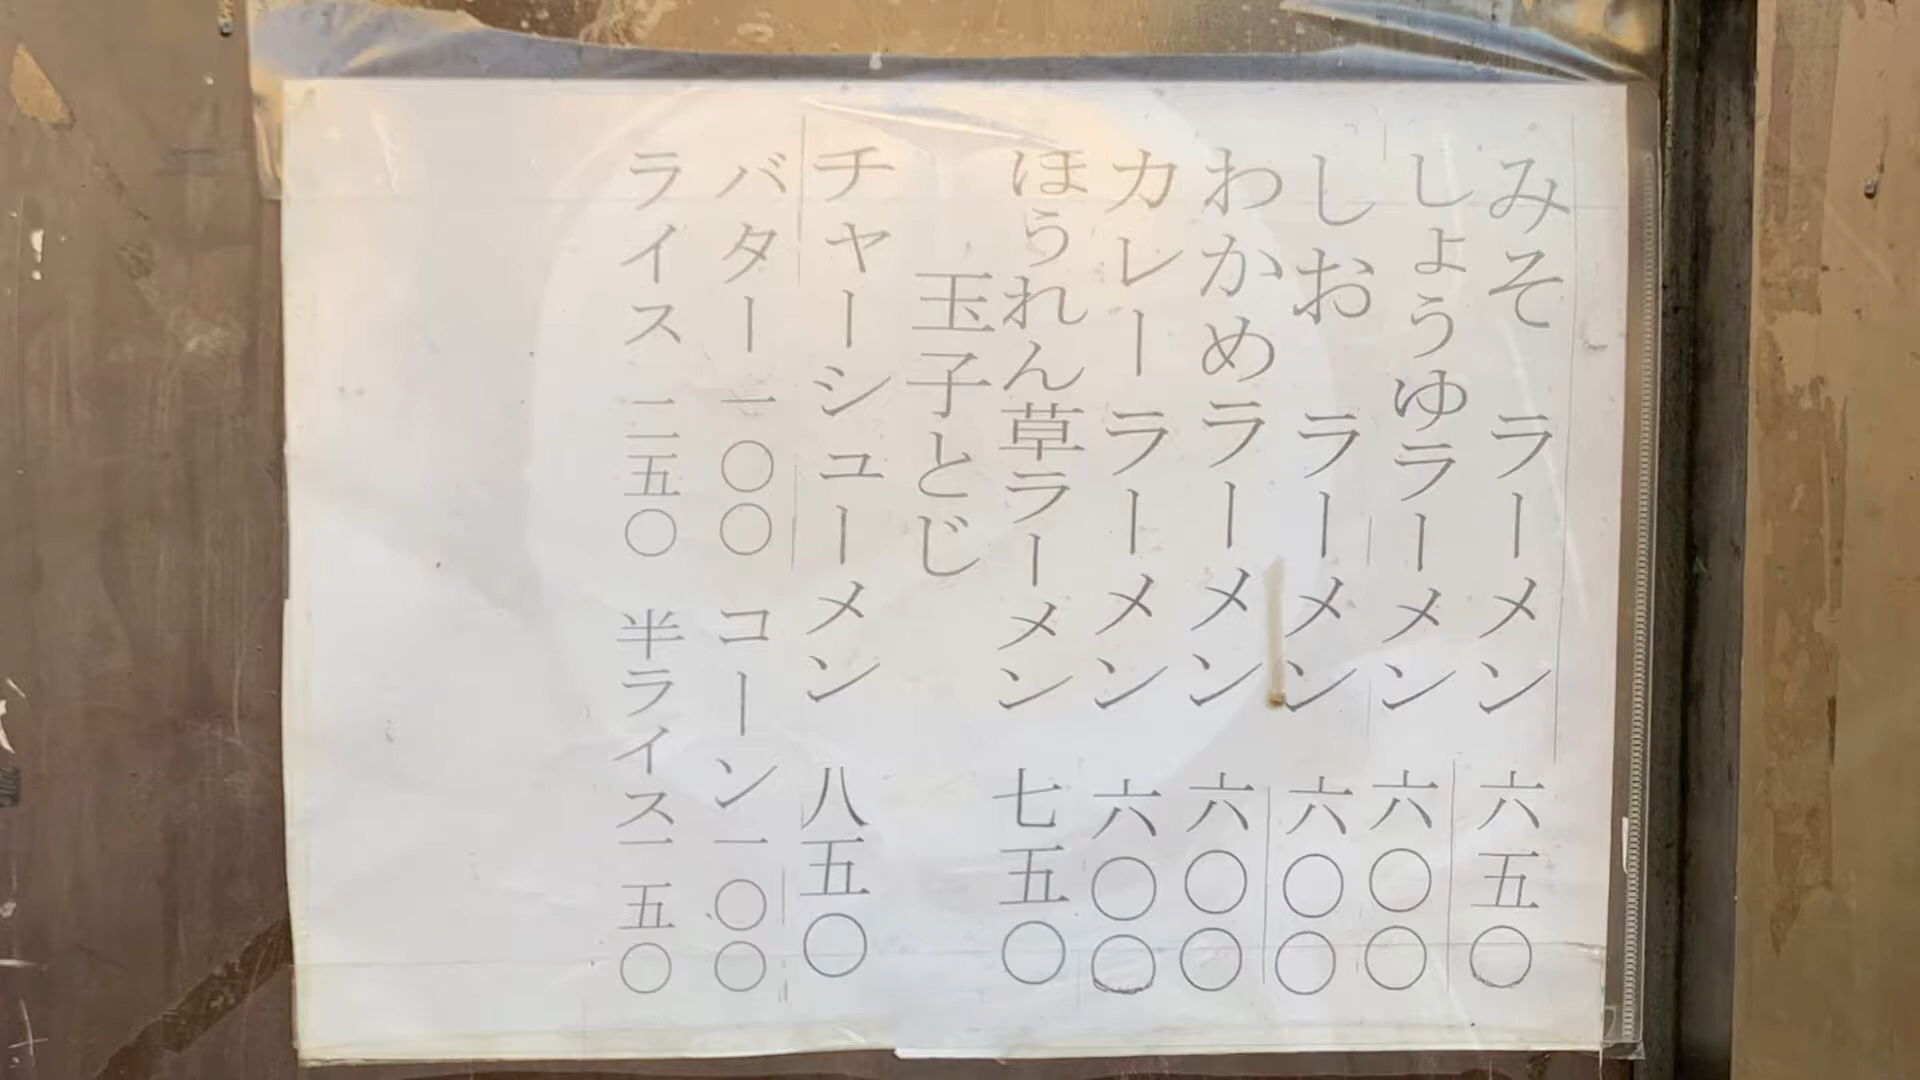 みそ ラーメン 六五〇
しょうゆラーメン 六〇〇
しお ラーメン 六〇〇
わかめラーメン 六〇〇
カレーラーメン 六〇〇
ほうれん草ラーメン 七五〇
玉子とじ
チャーシューメン 八五〇
バター 一〇〇 コーン 一〇〇
ライス 二五〇 半ライス 一五〇